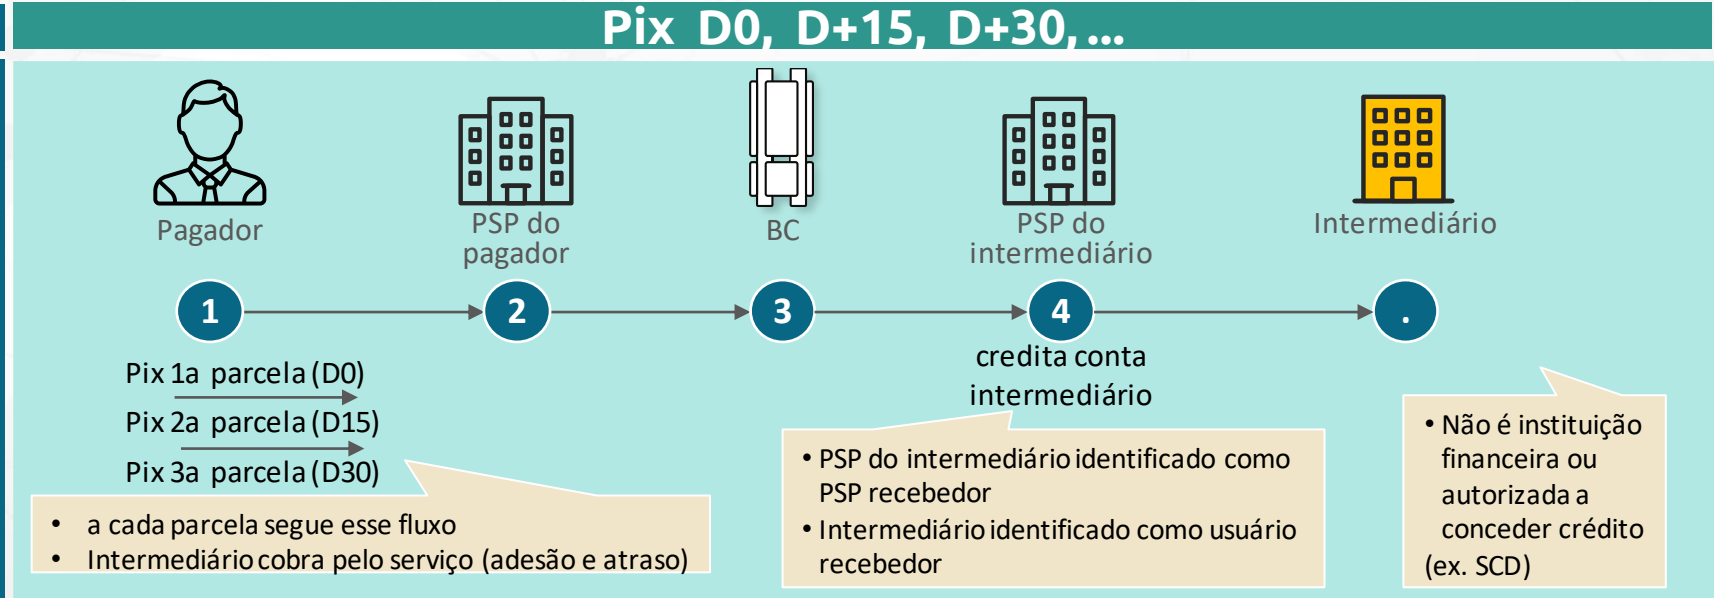 Pix D0, D+15, D+30, ...
Pagador
PSP do
pagador
BC
PSP do
intermediário
Intermediário
1
2
3
4
.
Pix 1a parcela (D0)
Pix 2a parcela (D15)
Pix 3a parcela (D30)
credita conta
intermediário
• a cada parcela segue esse fluxo
• Intermediário cobra pelo serviço (adesão e atraso)
• PSP do intermediário identificado como
PSP recebedor
• Intermediário identificado como usuário
recebedor
• Não é instituição
financeira ou
autorizada a
conceder crédito
(ex. SCD)